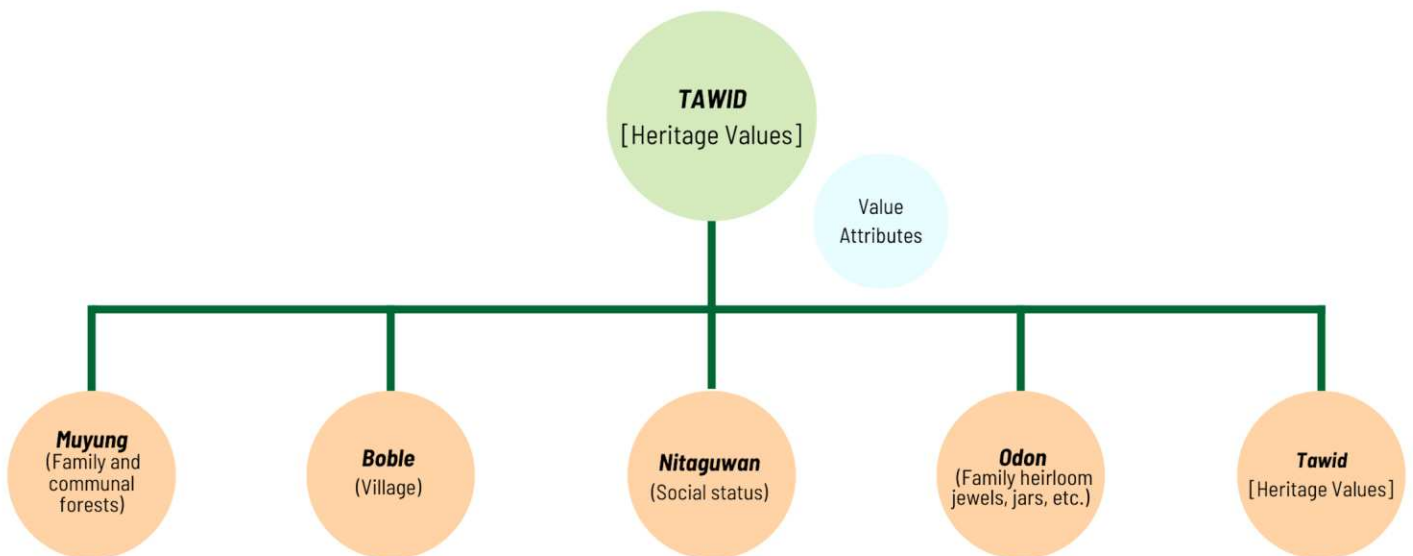 TAWID
[Heritage Values]
Value
Attributes
Muyung
(Family and
communal
forests)
Boble
(Village)
Nitaguwan
(Social status)
Odon
(Family heirloom
jewels, jars, etc.)
Tawid
[Heritage Values]